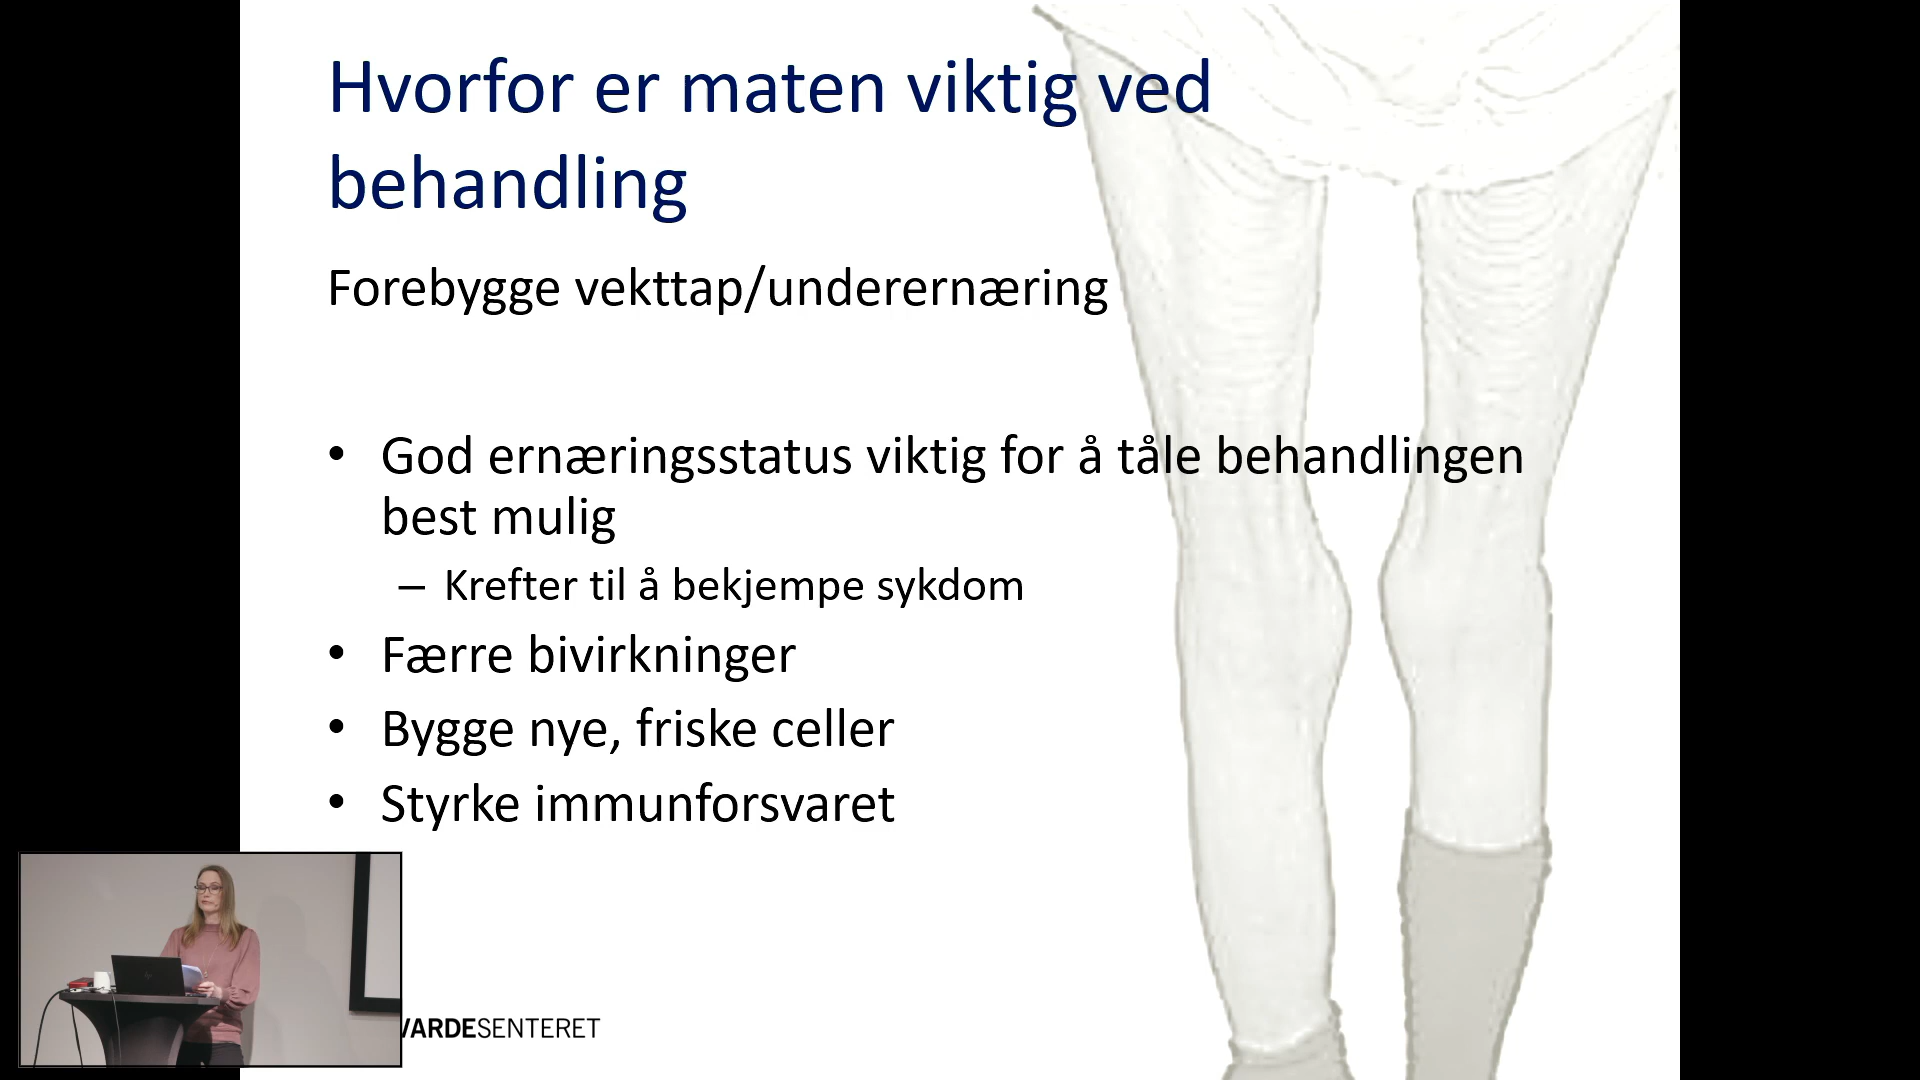 Hvorfor er maten viktig ved
behandling
Forebygge vekttap/underernæring
• God ernæringsstatus viktig for å tåle behandlingen
best mulig
– Krefter til å bekjempe sykdom
• Færre bivirkninger
• Bygge nye, friske celler
• Styrke immunforsvaret
VARDESENTERET